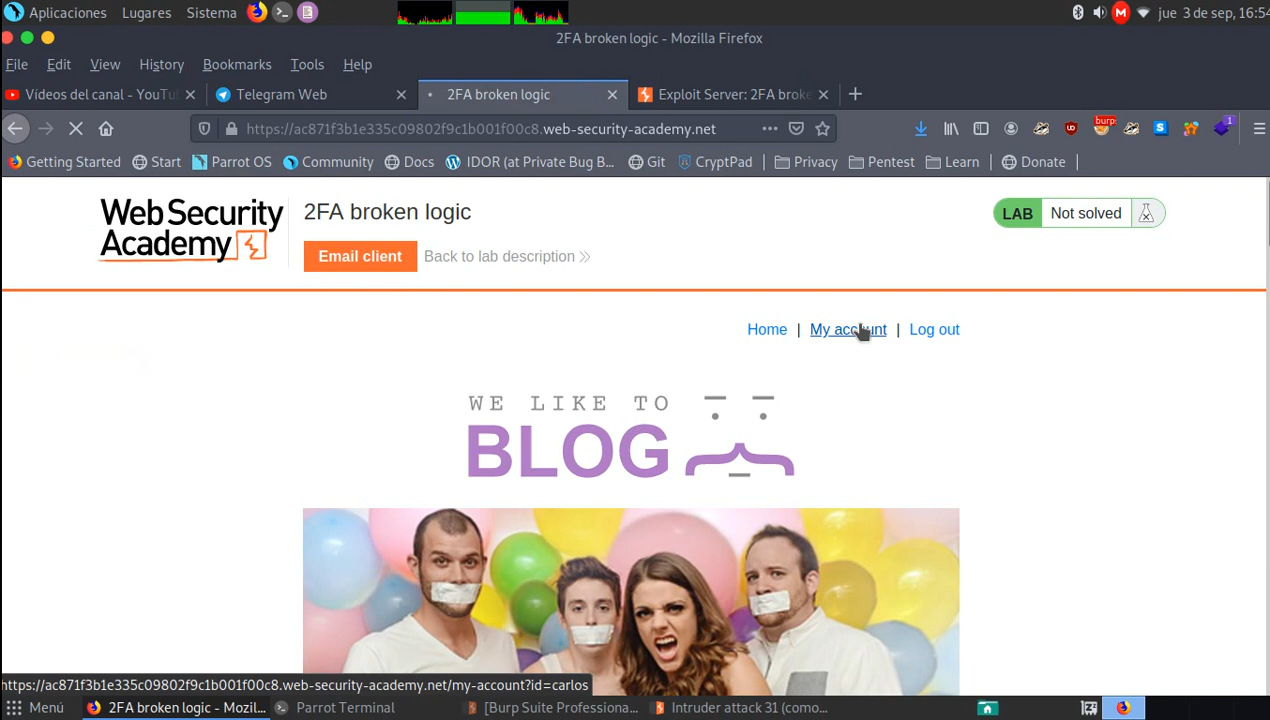 Aplicaciones Lugares Sistema jue 3 de sep, 16:54
2FA broken logic - Mozilla Firefox
File Edit View History Bookmarks Tools Help
Vídeos del canal - YouTu Telegram Web 2FA broken logic Exploit Server: 2FA broke
https://ac871f3b1e335c09802f9c1b001f00c8.web-security-academy.net
burp
1
Getting Started Start Parrot OS Community Docs IDOR (at Private Bug B... Git CryptPad Privacy Pentest Learn Donate
Web Security
Academy
2FA broken logic
LAB Not solved
Email client Back to lab description
Home | My account | Log out
WE LIKE TO
BLOG
https://ac871f3b1e335c09802f9c1b001f00c8.web-security-academy.net/my-account?id=carlos
Menú 2FA broken logic - Mozil... Parrot Terminal [Burp Suite Professiona... Intruder attack 31 (como...